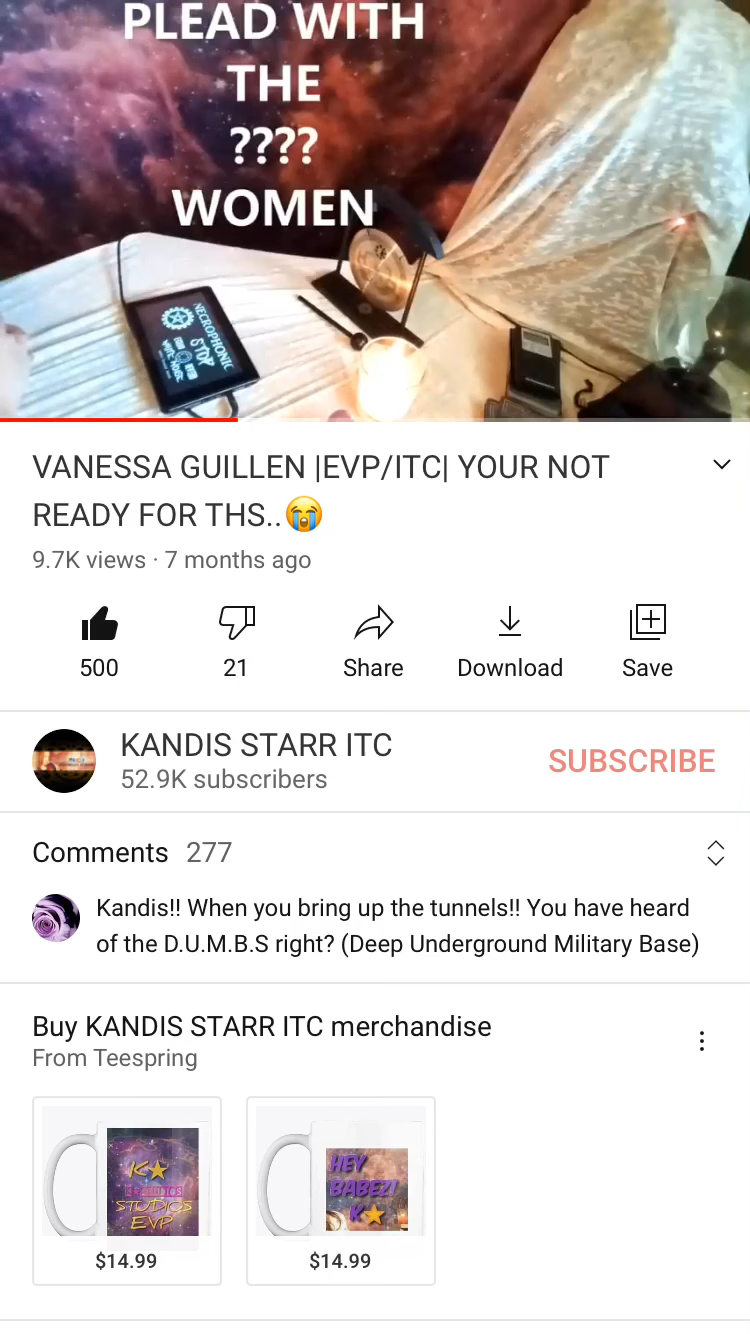 PLEAD WITH
THE
????
WOMEN
NECROPHONIC
STOP
VANESSA GUILLEN |EVP/ITC| YOUR NOT
READY FOR THS..😭
9.7K views · 7 months ago
500
21
Share
Download
Save
KANDIS STARR ITC
52.9K subscribers
SUBSCRIBE
Comments 277
Kandis!! When you bring up the tunnels!! You have heard
of the D.U.M.B.S right? (Deep Underground Military Base)
Buy KANDIS STARR ITC merchandise
From Teespring
K⭐
STUDIOS
EVP
HEY
BABEZ!
K⭐
$14.99
$14.99